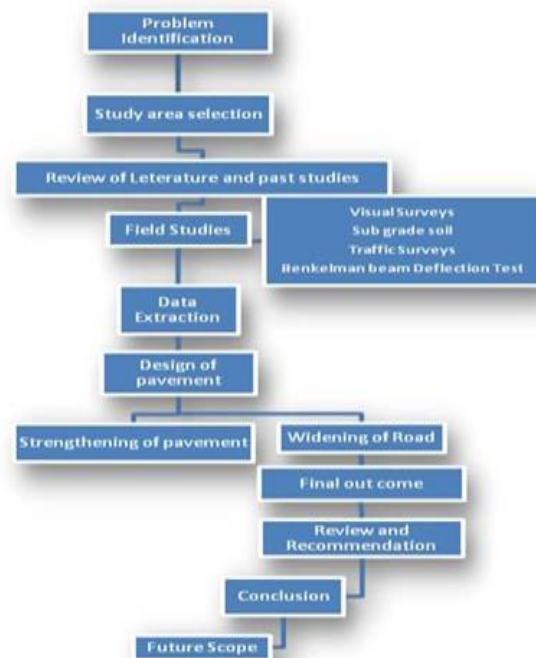 Problem
Identification
Study area selection
Review of Leterature and past studies
Field Studies
Visual Surveys
Sub grade soil
Traffic Surveys
Benkelman beam Deflection Test
Data
Extraction
Design of
pavement
Strengthening of pavement
Widening of Road
Final out come
Review and
Recommendation
Conclusion
Future Scope